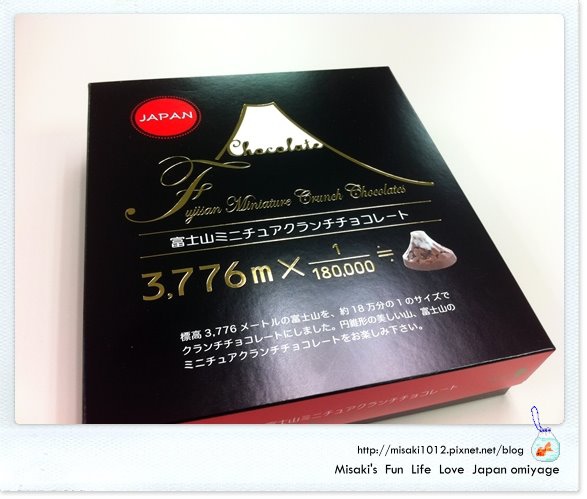 JAPAN
Chocolate
Fujisan Miniature Crunch Chocolates
富士山ミニチュアクランチチョコレート
3,776m × 1/180,000 ≒
標高3,776メートルの富士山を、約18万分の1のサイズで
クランチチョコレートにしました。円錐形の美しい山、富士山の
ミニチュアクランチチョコレートをお楽しみ下さい。
富士山ミニチュアクランチチョコレート
http://misaki1012.pixnet.net/blog
Misaki's Fun Life Love Japan omiyage